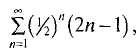 ∑_{n=1}^{∞} (½)^n (2n−1),